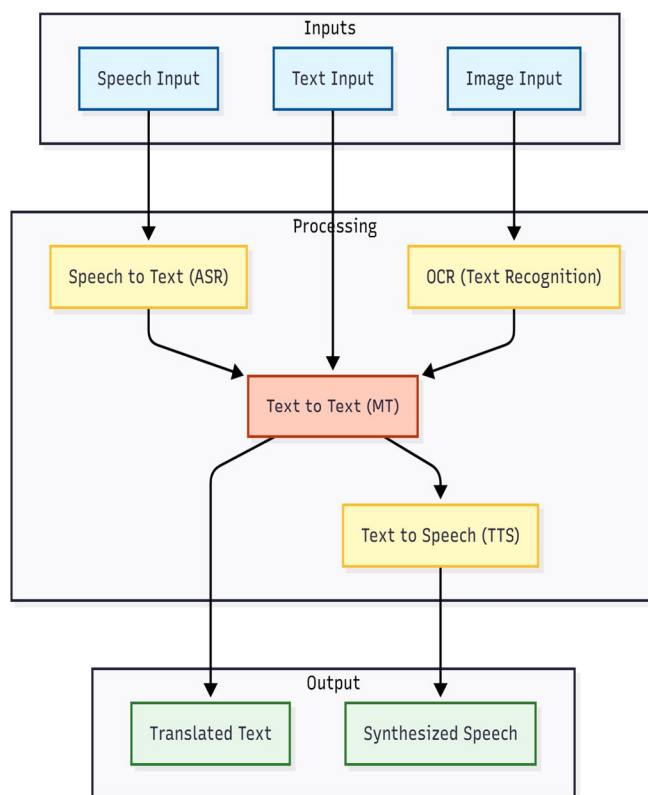 Inputs
Speech Input
Text Input
Image Input
Processing
Speech to Text (ASR)
OCR (Text Recognition)
Text to Text (MT)
Text to Speech (TTS)
Output
Translated Text
Synthesized Speech